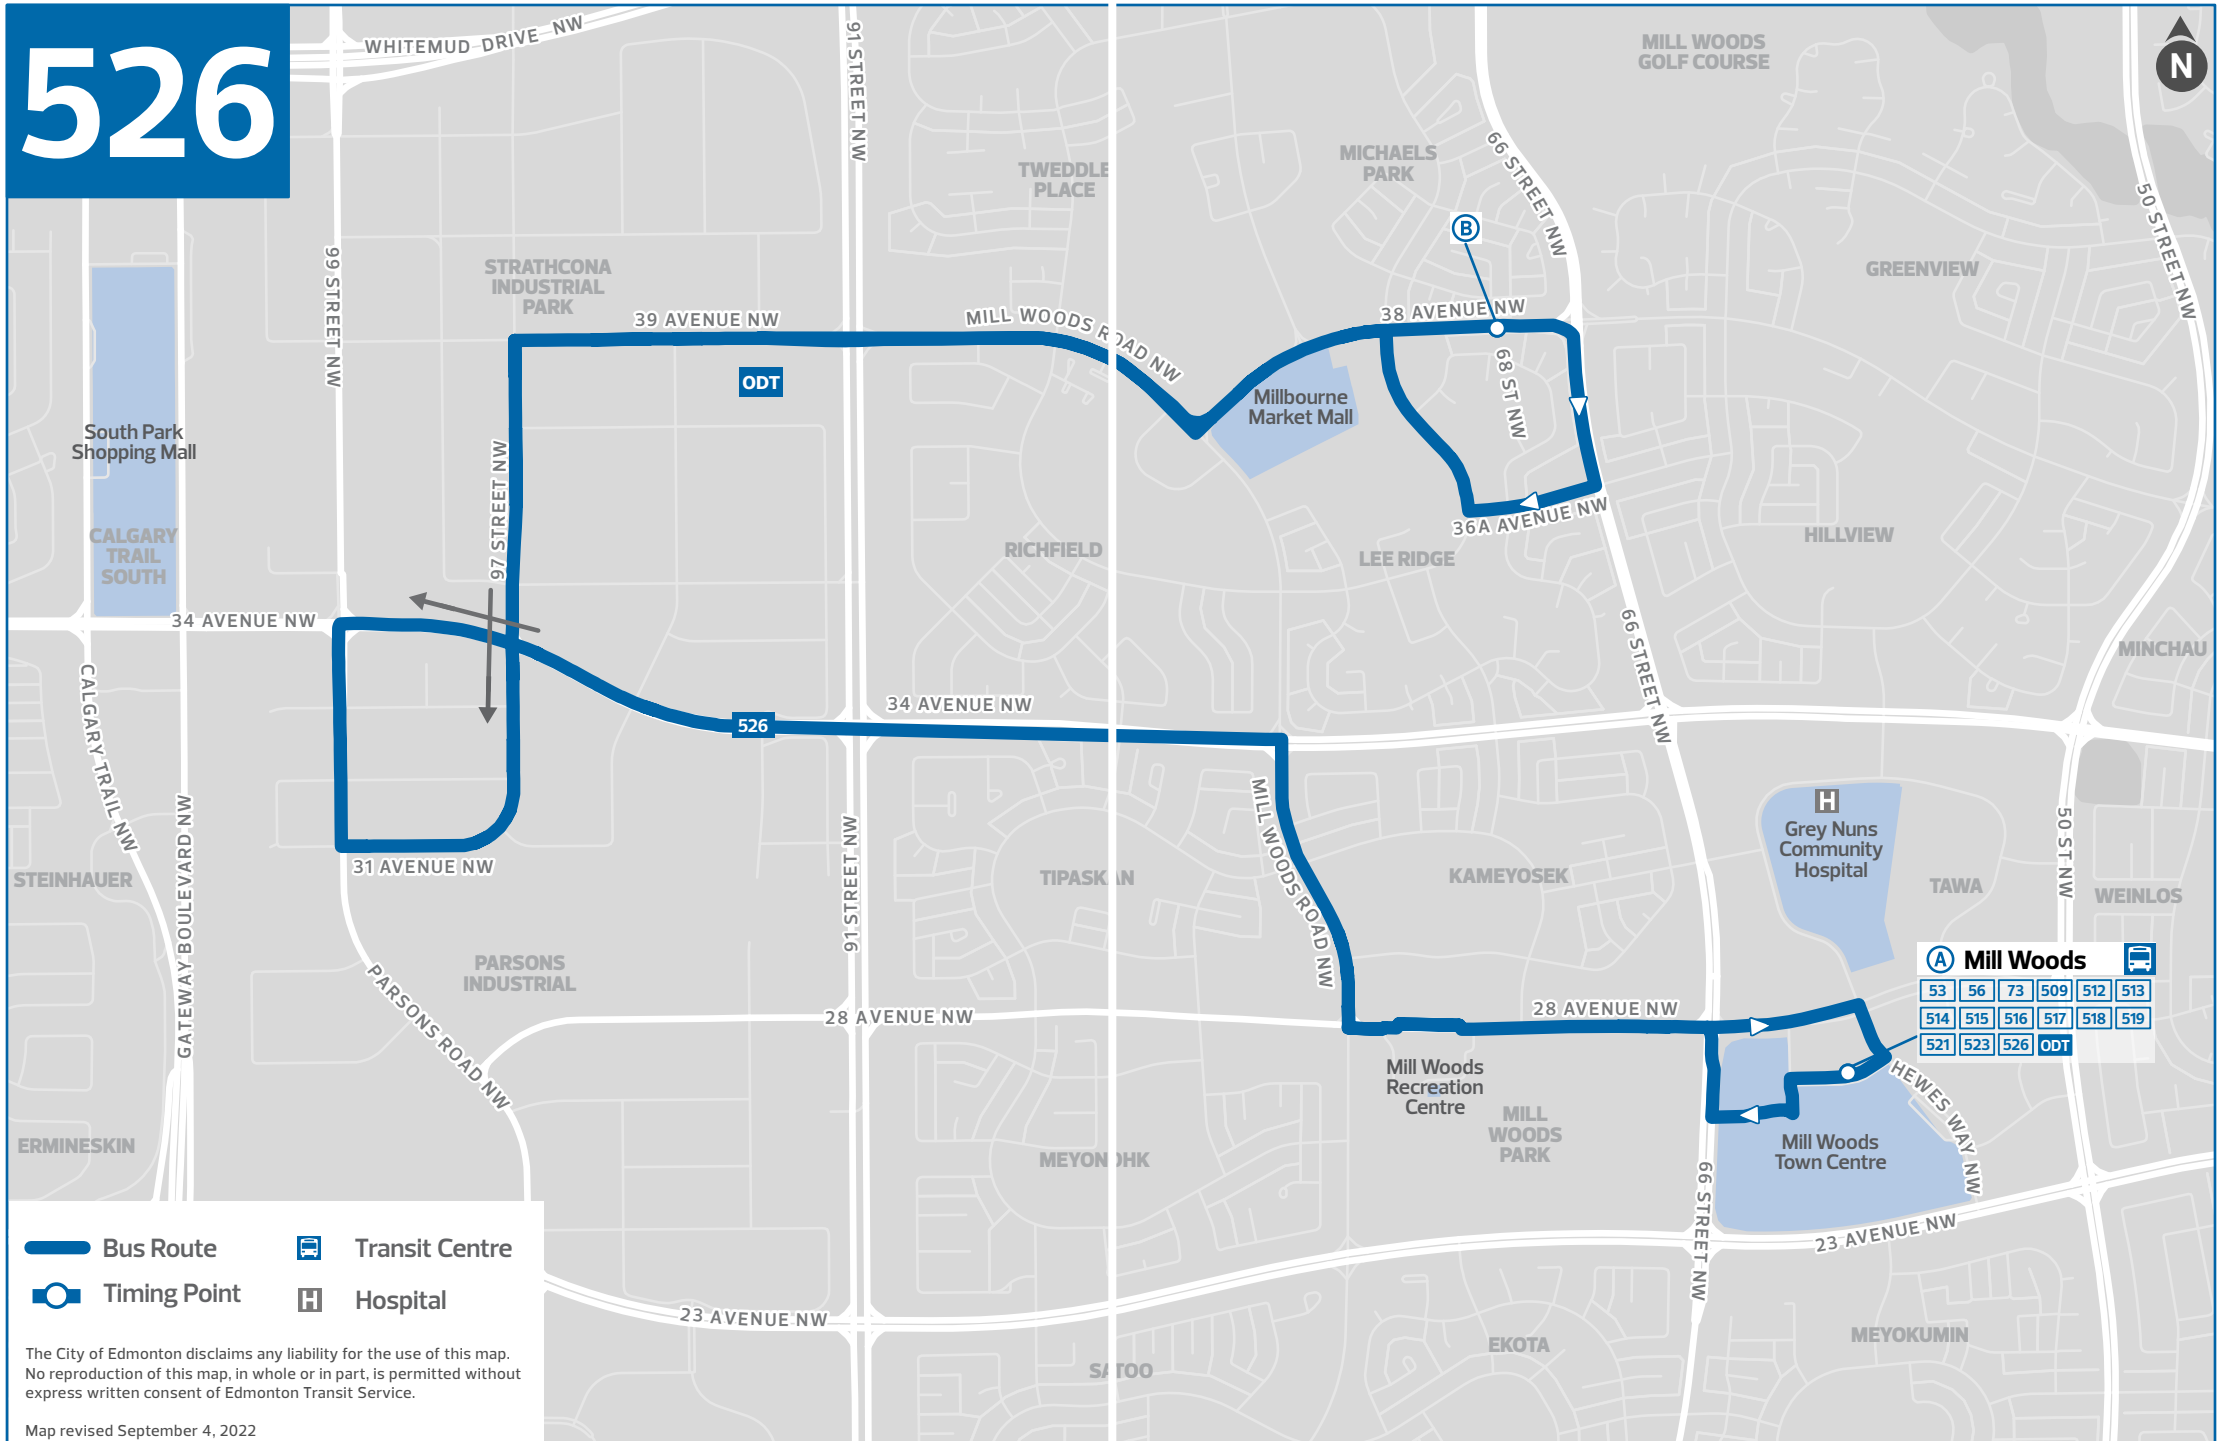 526
N
WHITEMUD DRIVE NW
91 STREET NW
MILL WOODS
GOLF COURSE
66 STREET NW
50 STREET NW
TWEDDLE
PLACE
MICHAELS
PARK
B
99 STREET NW
STRATHCONA
INDUSTRIAL
PARK
GREENVIEW
39 AVENUE NW
MILL WOODS ROAD NW
38 AVENUE NW
68 ST NW
ODT
Millbourne
Market Mall
South Park
Shopping Mall
97 STREET NW
CALGARY
TRAIL
SOUTH
RICHFIELD
36A AVENUE NW
LEE RIDGE
HILLVIEW
34 AVENUE NW
66 STREET NW
MINCHAU
CALGARY TRAIL NW
526
34 AVENUE NW
MILL WOODS ROAD NW
H
Grey Nuns
Community
Hospital
GATEWAY BOULEVARD NW
91 STREET NW
50 ST NW
31 AVENUE NW
STEINHAUER
TIPASKAN
KAMEYOSEK
TAWA
WEINLOS
PARSONS
INDUSTRIAL
PARSONS ROAD NW
A Mill Woods
53 56 73 509 512 513
514 515 516 517 518 519
521 523 526 ODT
28 AVENUE NW
28 AVENUE NW
Mill Woods
Recreation
Centre
HEWES WAY NW
MILL
WOODS
PARK
Mill Woods
Town Centre
ERMINESKIN
MEYONOHK
66 STREET NW
23 AVENUE NW
Bus Route
Transit Centre
Timing Point
H Hospital
23 AVENUE NW
MEYOKUMIN
EKOTA
SATOO
The City of Edmonton disclaims any liability for the use of this map.
No reproduction of this map, in whole or in part, is permitted without
express written consent of Edmonton Transit Service.
Map revised September 4, 2022